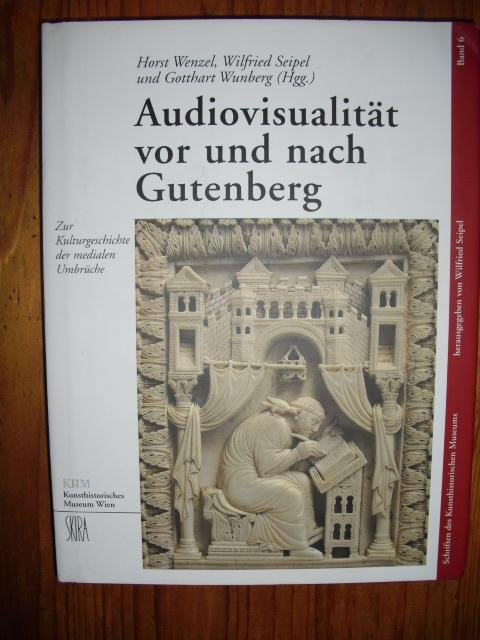 Horst Wenzel, Wilfried Seipel
und Gotthart Wunberg (Hgg.)
Audiovisualität
vor und nach
Gutenberg
Zur
Kulturgeschichte
der medialen
Umbrüche
KHM
Kunsthistorisches
Museum Wien
SKIRA
Schriften des Kunsthistorischen Museums
herausgegeben von Wilfried Seipel
Band 6